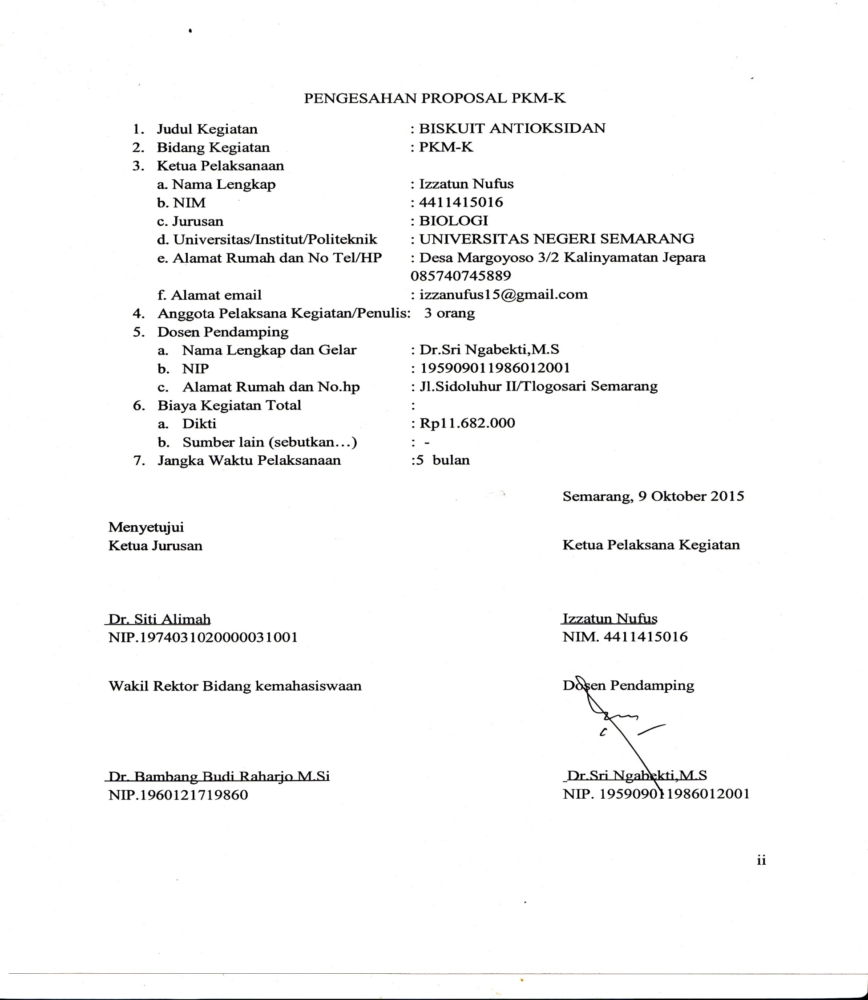 PENGESAHAN PROPOSAL PKM-K
1. Judul Kegiatan : BISKUIT ANTIOKSIDAN
2. Bidang Kegiatan : PKM-K
3. Ketua Pelaksanaan
a. Nama Lengkap : Izzatun Nufus
b. NIM : 4411415016
c. Jurusan : BIOLOGI
d. Universitas/Institut/Politeknik : UNIVERSITAS NEGERI SEMARANG
e. Alamat Rumah dan No Tel/HP : Desa Margoyoso 3/2 Kalinyamatan Jepara
085740745889
f. Alamat email : izzanufus15@gmail.com
4. Anggota Pelaksana Kegiatan/Penulis: 3 orang
5. Dosen Pendamping
a. Nama Lengkap dan Gelar : Dr.Sri Ngabekti,M.S
b. NIP : 195909011986012001
c. Alamat Rumah dan No.hp : Jl.Sidoluhur II/Tlogosari Semarang
6. Biaya Kegiatan Total :
a. Dikti : Rp11.682.000
b. Sumber lain (sebutkan...) : -
7. Jangka Waktu Pelaksanaan :5 bulan
Semarang, 9 Oktober 2015
Menyetujui
Ketua Jurusan Ketua Pelaksana Kegiatan
Dr. Siti Alimah Izzatun Nufus
NIP.1974031020000031001 NIM. 4411415016
Wakil Rektor Bidang kemahasiswaan Dosen Pendamping
Dr. Bambang Budi Raharjo M.Si Dr.Sri Ngabekti,M.S
NIP.1960121719860 NIP. 195909011986012001
ii